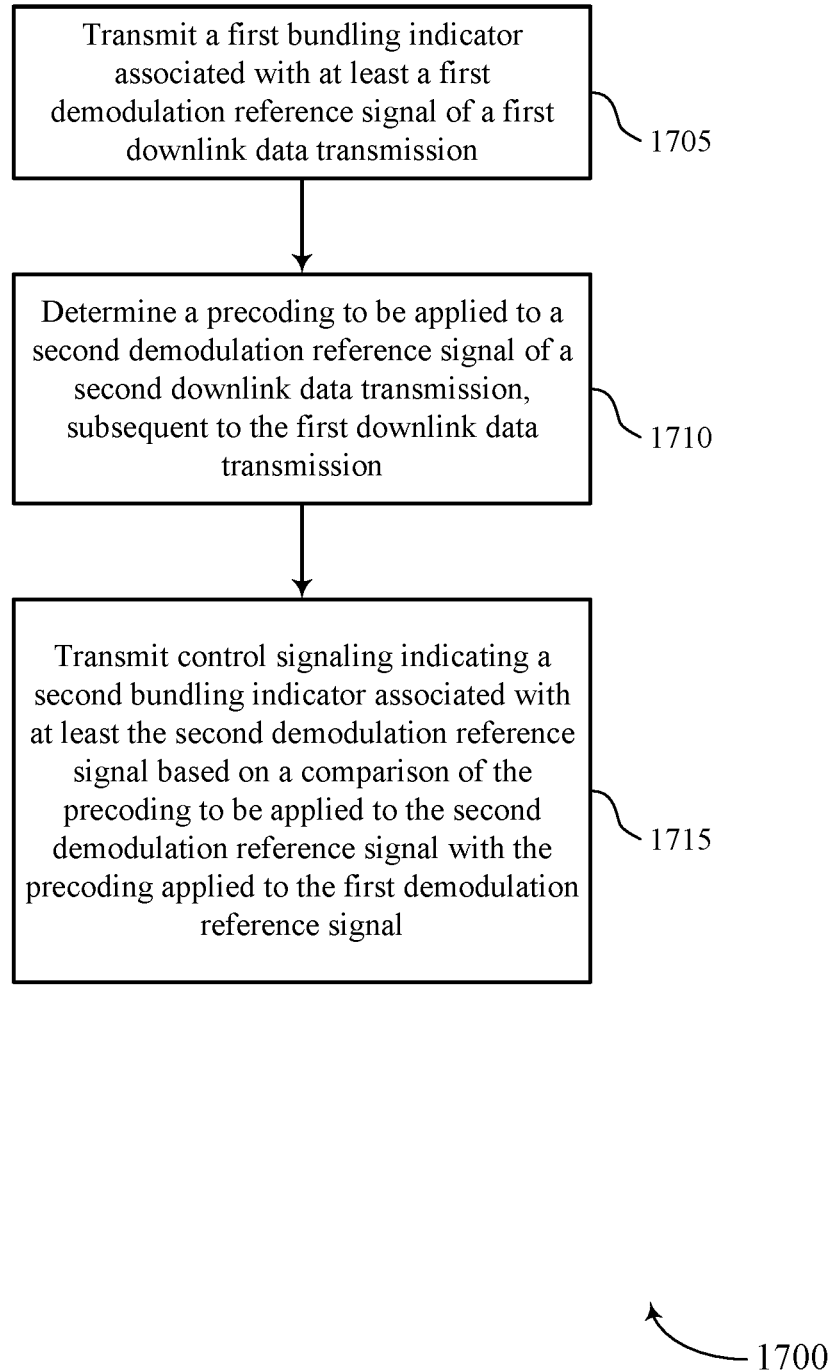 Transmit a first bundling indicator
associated with at least a first
demodulation reference signal of a first
downlink data transmission
1705
Determine a precoding to be applied to a
second demodulation reference signal of a
second downlink data transmission,
subsequent to the first downlink data
transmission
1710
Transmit control signaling indicating a
second bundling indicator associated with
at least the second demodulation reference
signal based on a comparison of the
precoding to be applied to the second
demodulation reference signal with the
precoding applied to the first demodulation
reference signal
1715
1700